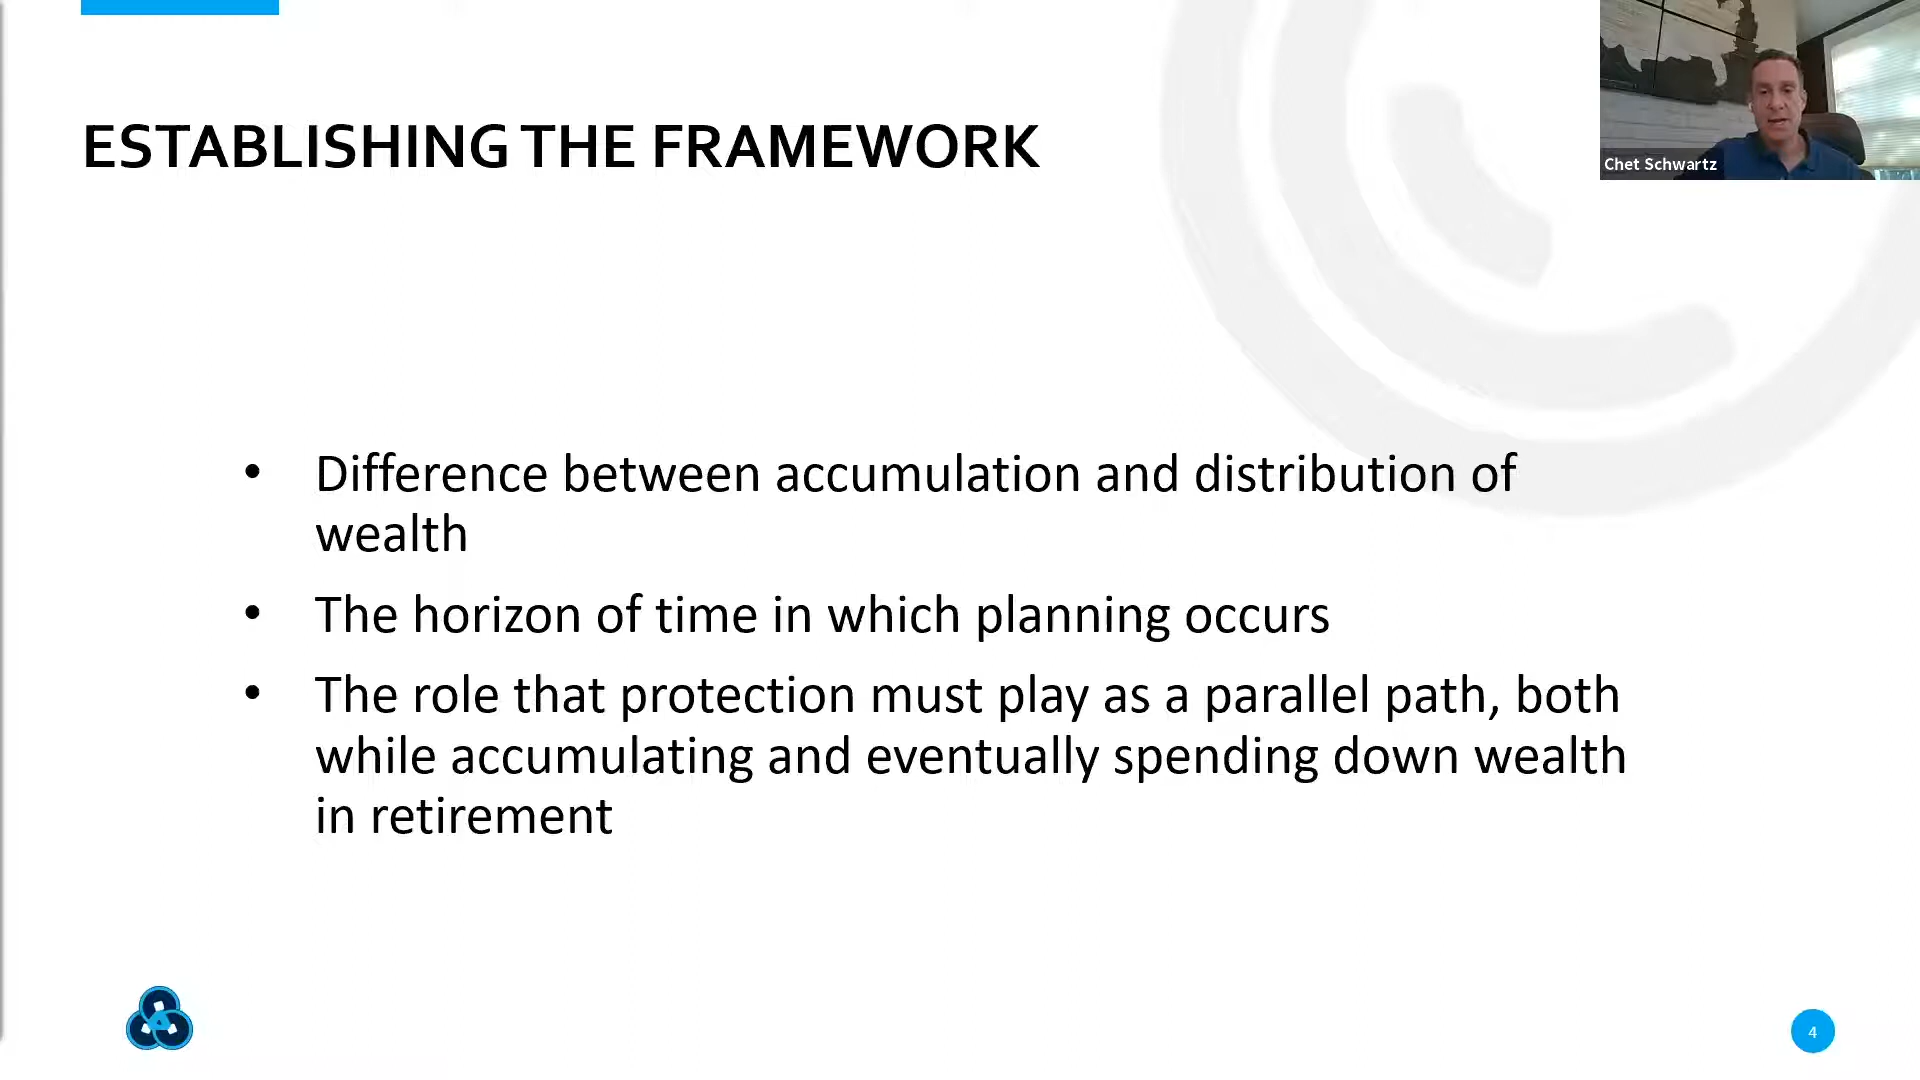 ESTABLISHING THE FRAMEWORK
Chet Schwartz
• Difference between accumulation and distribution of
wealth
• The horizon of time in which planning occurs
• The role that protection must play as a parallel path, both
while accumulating and eventually spending down wealth
in retirement
4